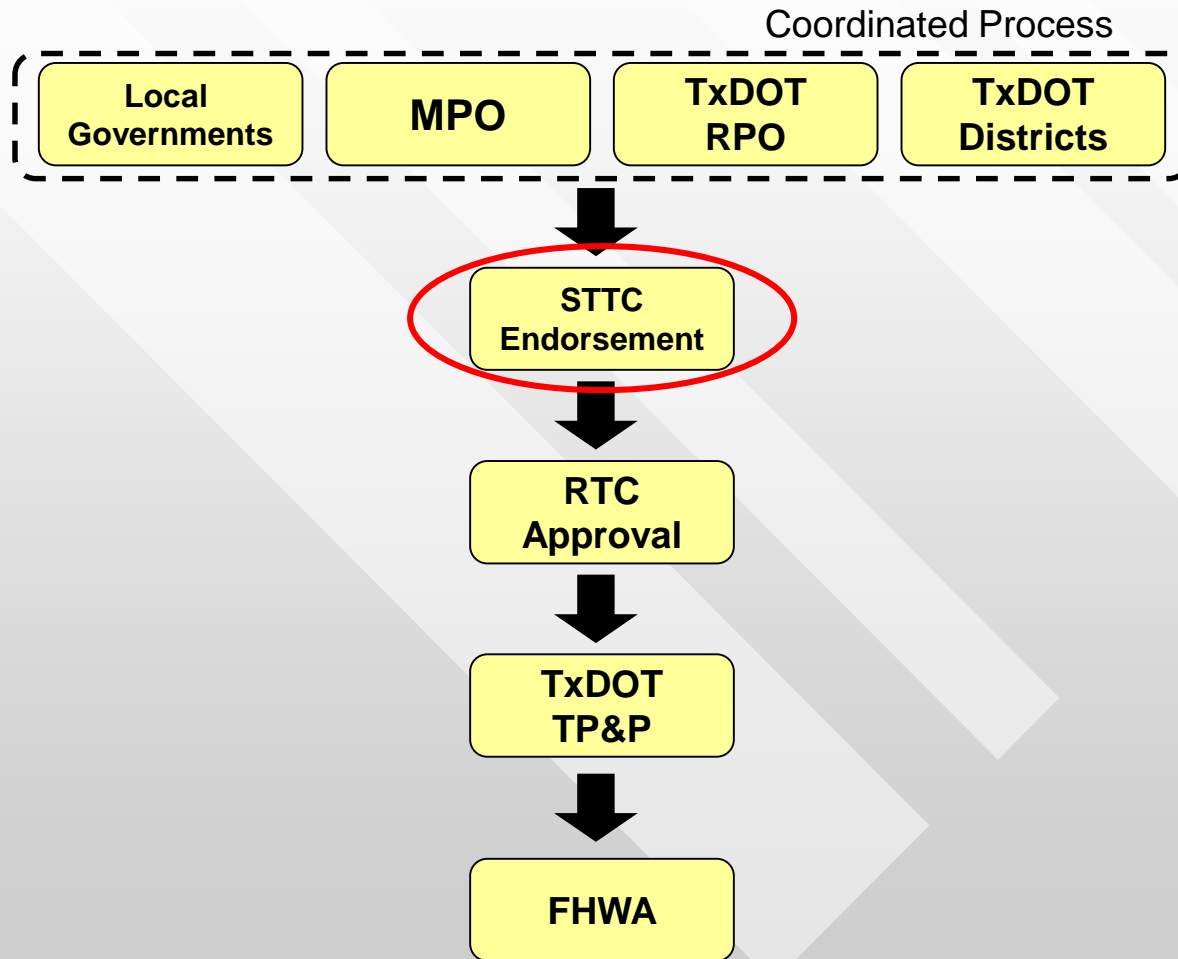 Coordinated Process
Local
Governments
MPO
TxDOT
RPO
TxDOT
Districts
STTC
Endorsement
RTC
Approval
TxDOT
TP&P
FHWA